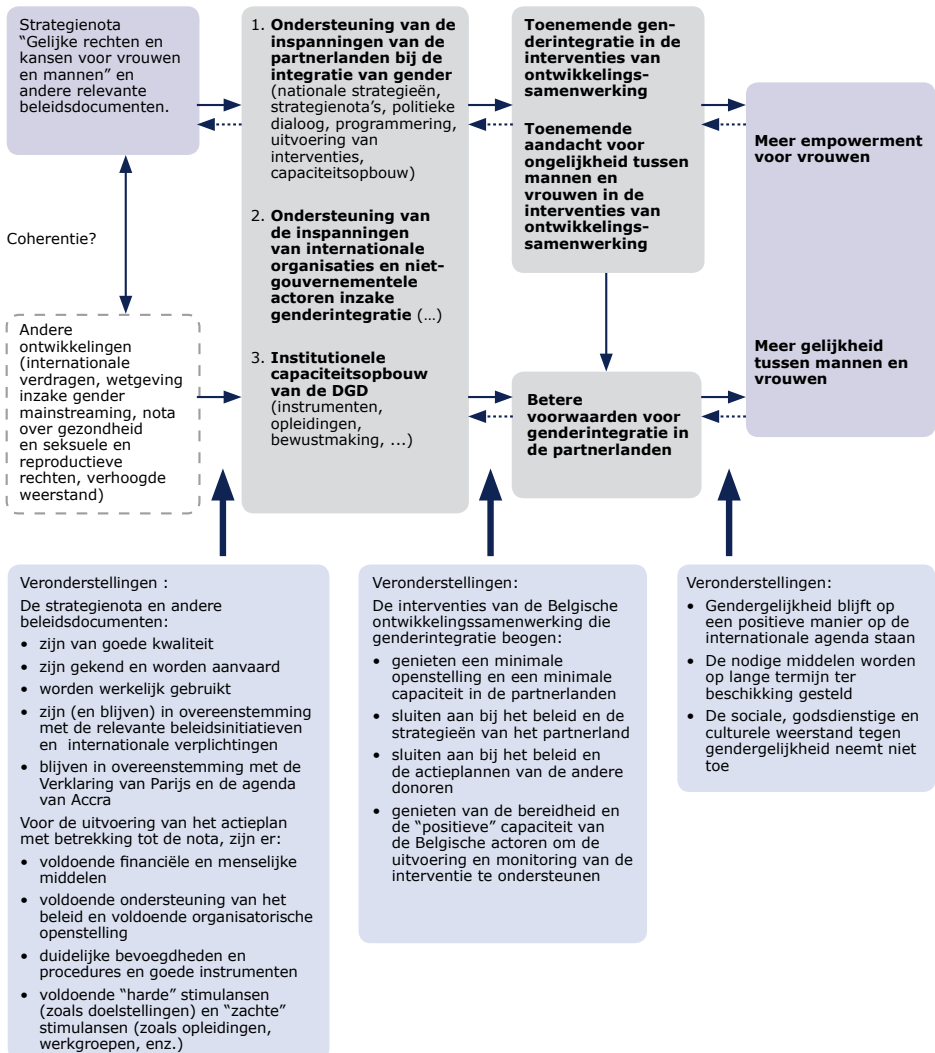 Strategienota
“Gelijke rechten en
kansen voor vrouwen
en mannen” en
andere relevante
beleidsdocumenten.
Coherentie?
Andere
ontwikkelingen
(internationale
verdragen, wetgeving
inzake gender
mainstreaming, nota
over gezondheid
en seksuele en
reproductieve
rechten, verhoogde
weerstand)
1. Ondersteuning van de
inspanningen van de
partnerlanden bij de
integratie van gender
(nationale strategieën,
strategienota’s, politieke
dialoog, programmering,
uitvoering van
interventies,
capaciteitsopbouw)
2. Ondersteuning van
de inspanningen
van internationale
organisaties en niet-
gouvernementele
actoren inzake
genderintegratie (…)
3. Institutionele
capaciteitsopbouw
van de DGD
(instrumenten,
opleidingen,
bewustmaking, ...)
Toenemende gen-
derintegratie in de
interventies van
ontwikkelings-
samenwerking
Toenemende
aandacht voor
ongelijkheid tussen
mannen en
vrouwen in de
interventies van
ontwikkelings-
samenwerking
Betere
voorwaarden voor
genderintegratie in
de partnerlanden
Meer empowerment
voor vrouwen
Meer gelijkheid
tussen mannen en
vrouwen
Veronderstellingen :
De strategienota en andere
beleidsdocumenten:
• zijn van goede kwaliteit
• zijn gekend en worden aanvaard
• worden werkelijk gebruikt
• zijn (en blijven) in overeenstemming
met de relevante beleidsinitiatieven
en internationale verplichtingen
• blijven in overeenstemming met de
Verklaring van Parijs en de agenda
van Accra
Voor de uitvoering van het actieplan
met betrekking tot de nota, zijn er:
• voldoende financiële en menselijke
middelen
• voldoende ondersteuning van het
beleid en voldoende organisatorische
openstelling
• duidelijke bevoegdheden en
procedures en goede instrumenten
• voldoende “harde” stimulansen
(zoals doelstellingen) en “zachte”
stimulansen (zoals opleidingen,
werkgroepen, enz.)
Veronderstellingen:
De interventies van de Belgische
ontwikkelingssamenwerking die
genderintegratie beogen:
• genieten een minimale
openstelling en een minimale
capaciteit in de partnerlanden
• sluiten aan bij het beleid en de
strategieën van het partnerland
• sluiten aan bij het beleid en
de actieplannen van de andere
donoren
• genieten van de bereidheid en
de “positieve” capaciteit van
de Belgische actoren om de
uitvoering en monitoring van de
interventie te ondersteunen
Veronderstellingen:
• Gendergelijkheid blijft op
een positieve manier op de
internationale agenda staan
• De nodige middelen worden
op lange termijn ter
beschikking gesteld
• De sociale, godsdienstige en
culturele weerstand tegen
gendergelijkheid neemt niet
toe